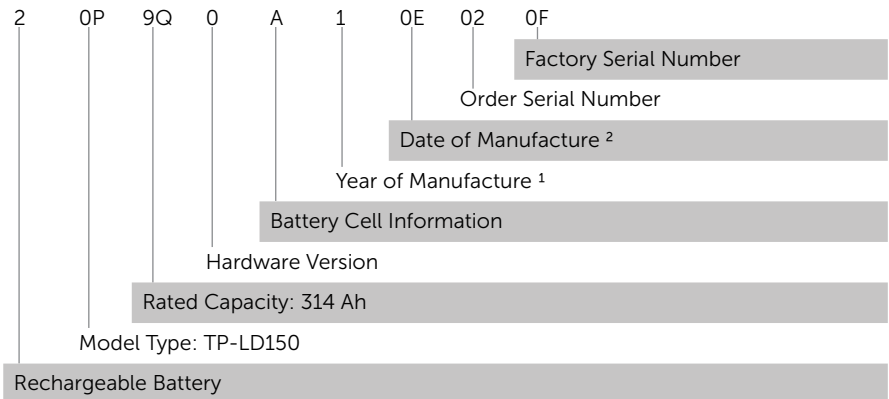 2 0P 9Q 0 A 1 0E 02 0F
Factory Serial Number
Order Serial Number
Date of Manufacture ²
Year of Manufacture ¹
Battery Cell Information
Hardware Version
Rated Capacity: 314 Ah
Model Type: TP-LD150
Rechargeable Battery